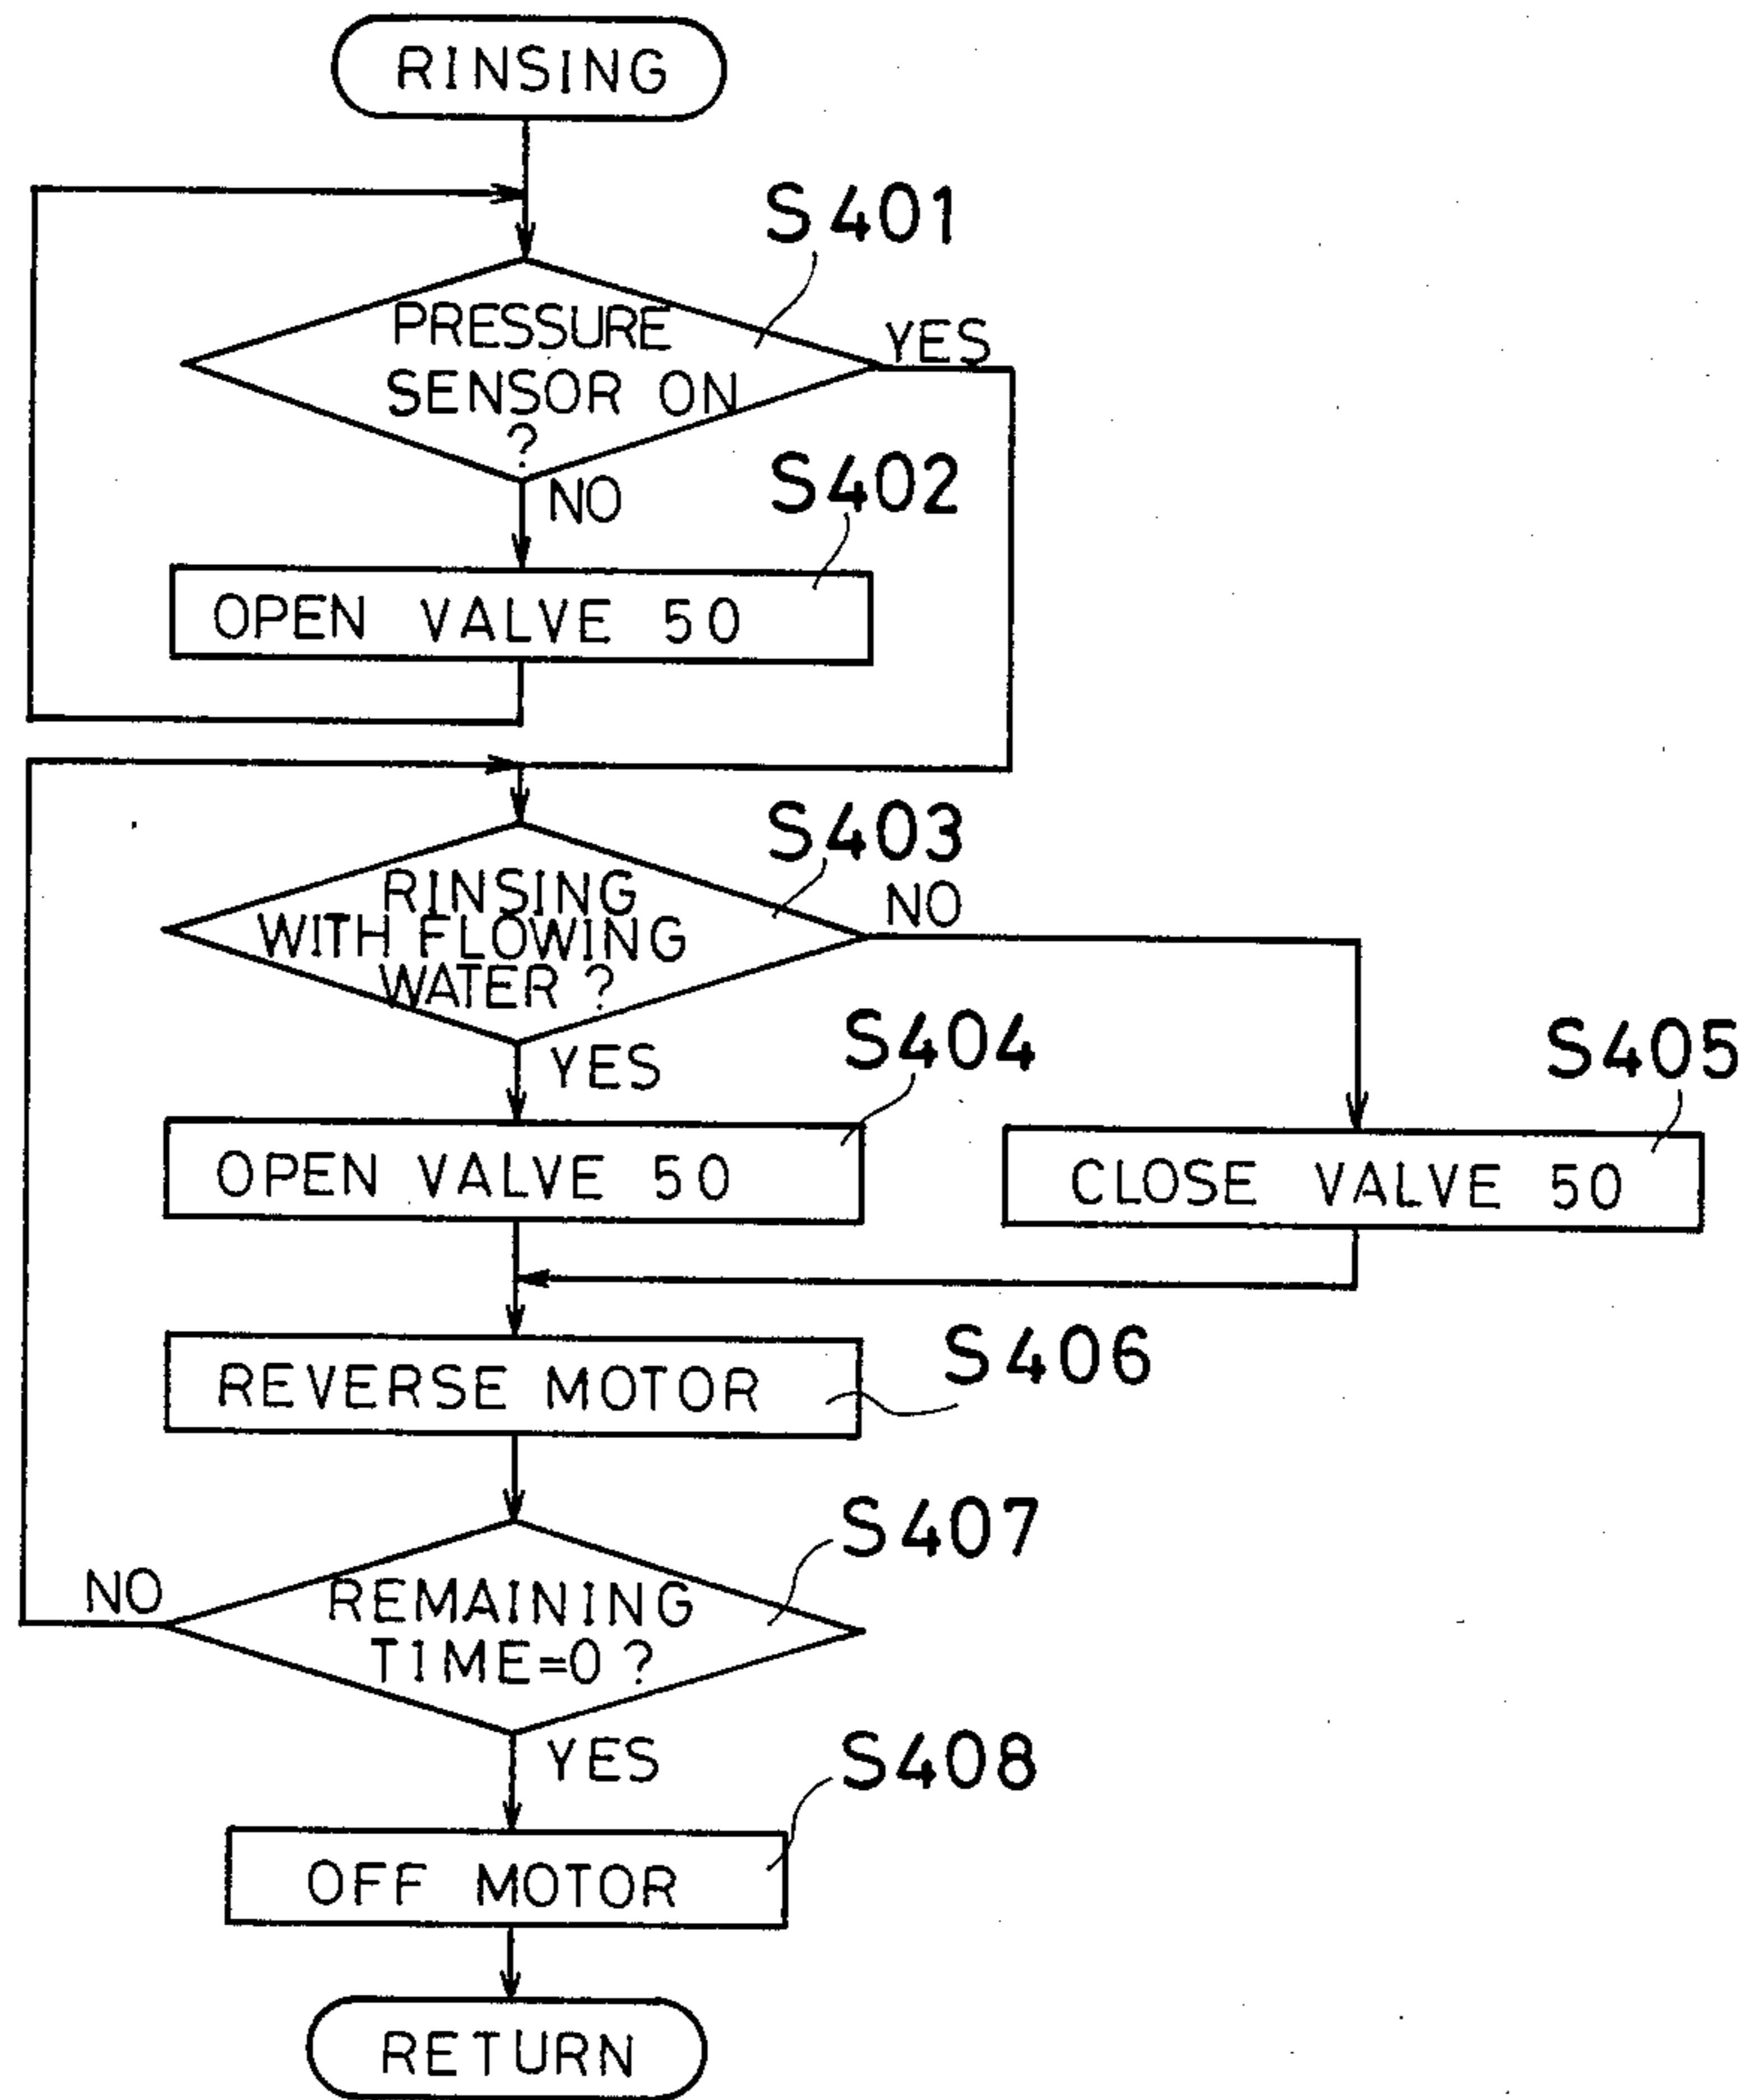 RINSING
S401
PRESSURE
SENSOR ON
?
YES
NO
S402
OPEN VALVE 50
S403
RINSING
WITH FLOWING
WATER ?
NO
YES
S404
S405
OPEN VALVE 50
CLOSE VALVE 50
S406
REVERSE MOTOR
S407
NO
REMAINING
TIME=0 ?
YES
S408
OFF MOTOR
RETURN